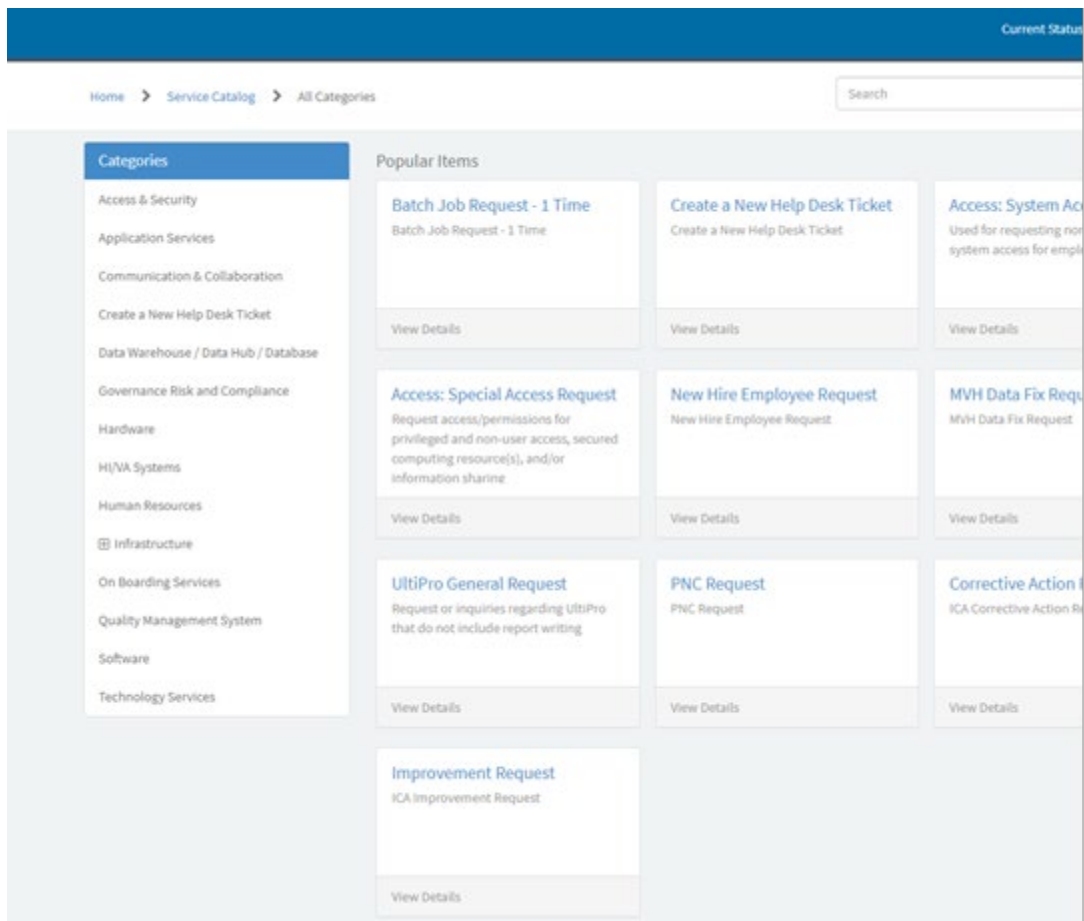 Current Status
Home > Service Catalog > All Categories
Search
Categories
Access & Security
Application Services
Communication & Collaboration
Create a New Help Desk Ticket
Data Warehouse / Data Hub / Database
Governance Risk and Compliance
Hardware
HI/VA Systems
Human Resources
Infrastructure
On Boarding Services
Quality Management System
Software
Technology Services
Popular Items
Batch Job Request - 1 Time
Batch Job Request - 1 Time
View Details
Create a New Help Desk Ticket
Create a New Help Desk Ticket
View Details
Access: System Ac
Used for requesting nor
system access for emplo
View Details
Access: Special Access Request
Request access/permissions for
privileged and non-user access, secured
computing resource(s), and/or
information sharing
View Details
New Hire Employee Request
New Hire Employee Request
View Details
MVH Data Fix Requ
MVH Data Fix Request
View Details
UltiPro General Request
Request or inquiries regarding UltiPro
that do not include report writing
View Details
PNC Request
PNC Request
View Details
Corrective Action
ICA Corrective Action
View Details
Improvement Request
ICA Improvement Request
View Details